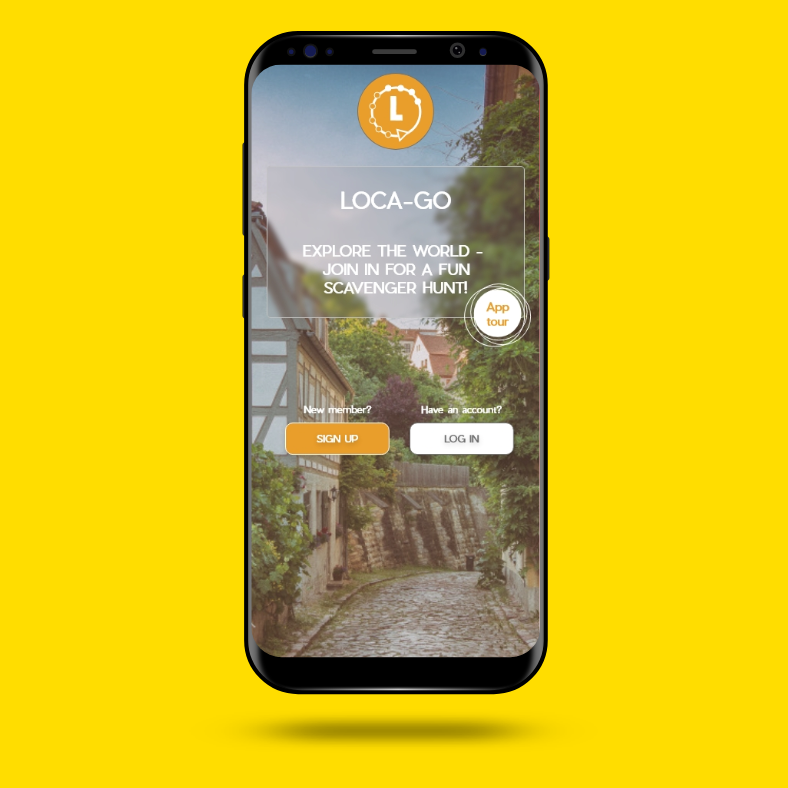 L
LOCA-GO
EXPLORE THE WORLD -
JOIN IN FOR A FUN
SCAVENGER HUNT!
App
tour
New member?
Have an account?
SIGN UP
LOG IN